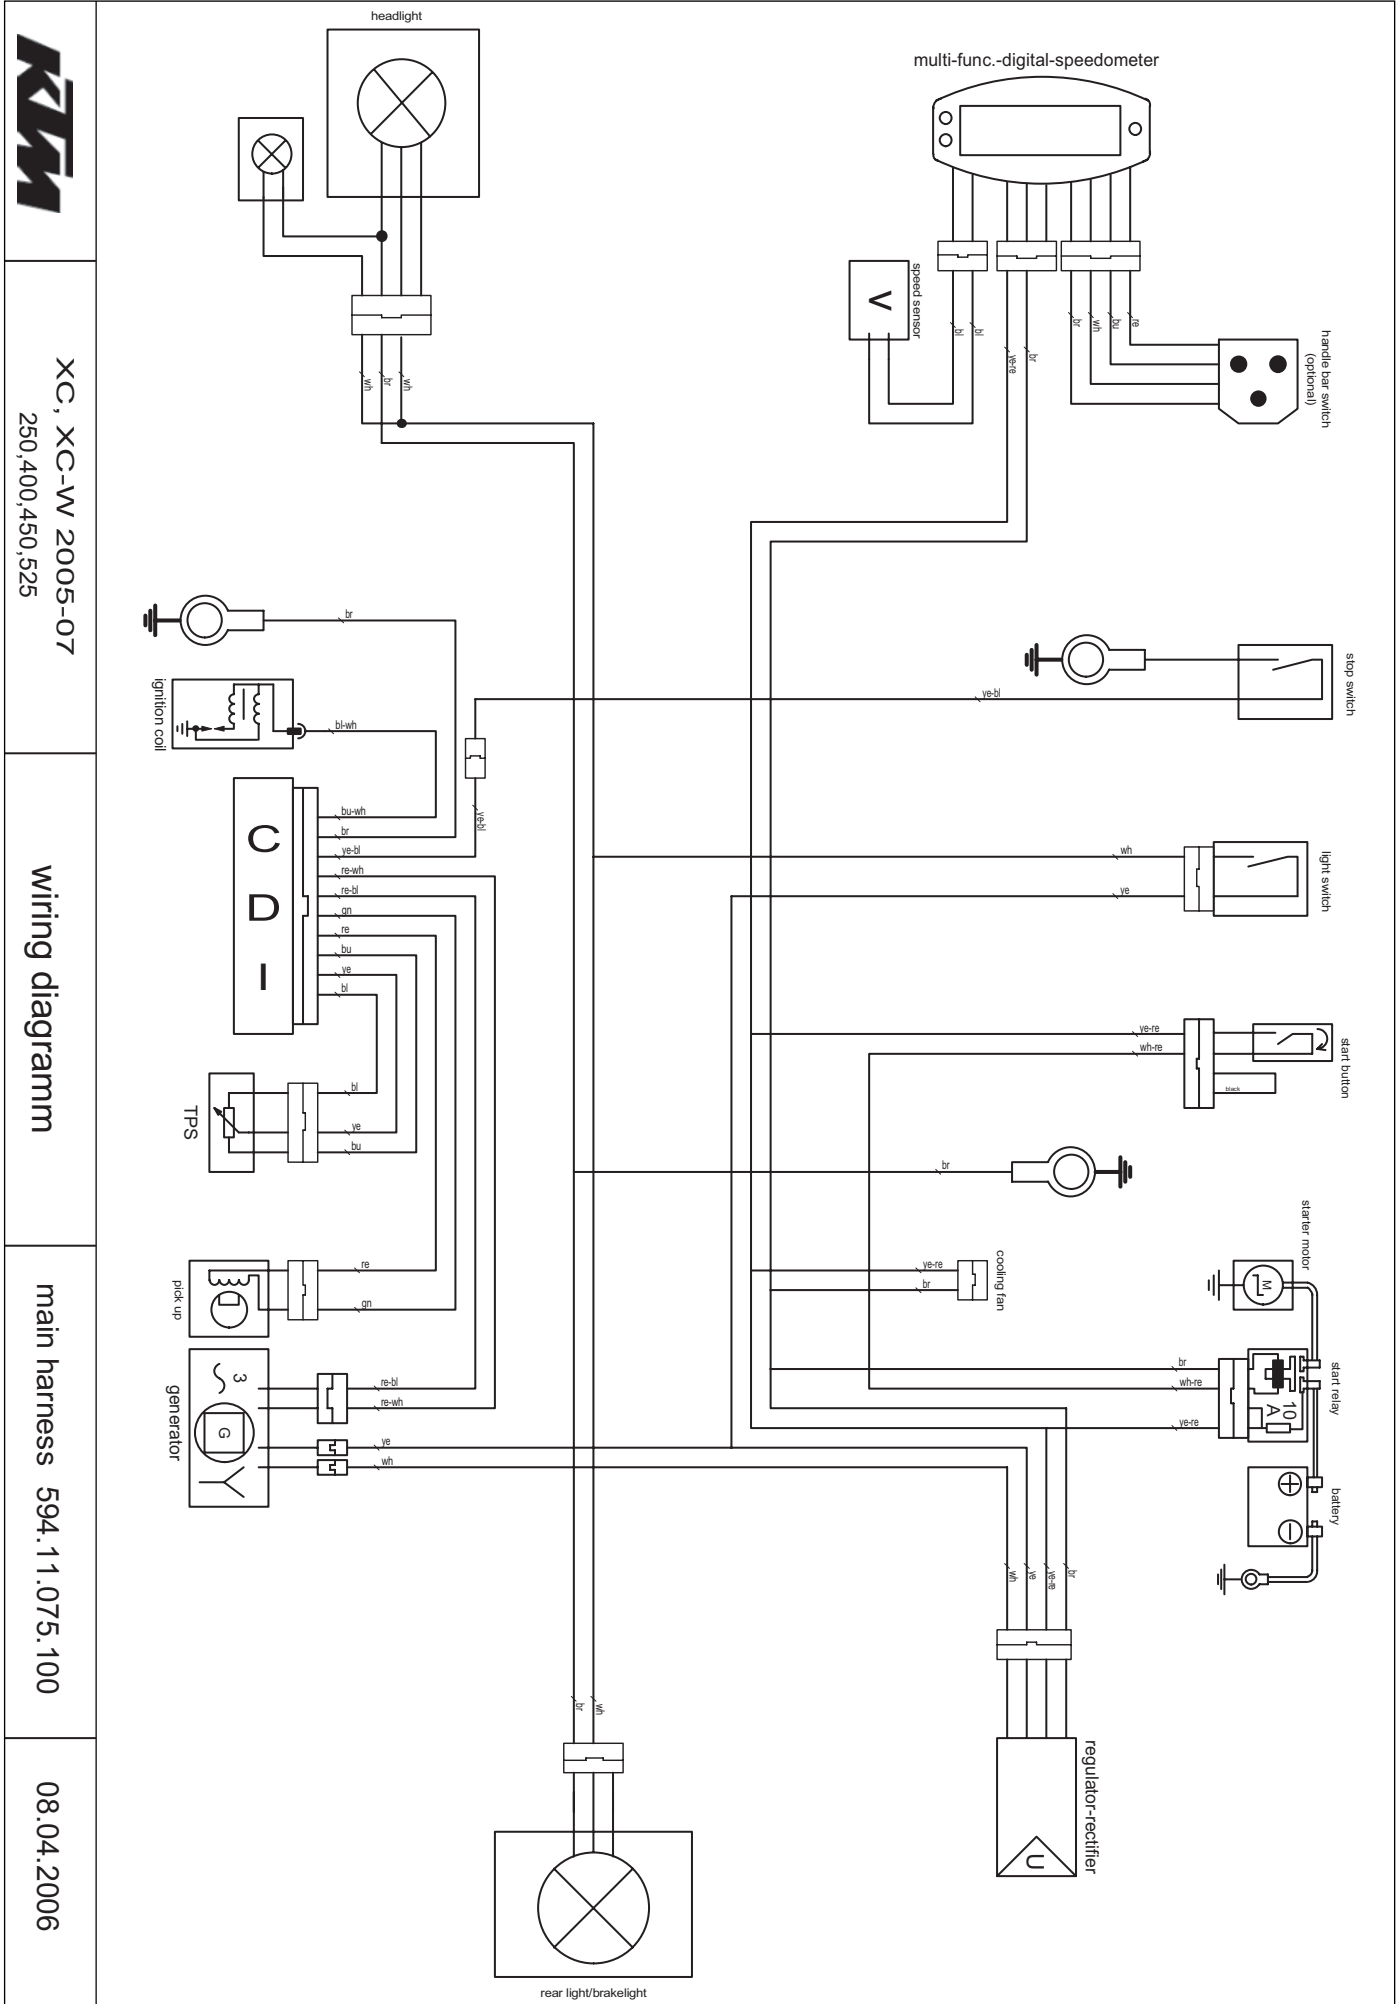 headlight
multi-func.-digital-speedometer
KTM
XC, XC-W 2005-07
250,400,450,525
wiring diagramm
main harness 594.11.075.100
08.04.2006
speed sensor
V
bl
bl
ye-re
br
br
wh
bu
re
handle bar switch
(optional)
wh
br
wh
br
ignition coil
bl-wh
ye-bl
stop switch
ye-bl
C
D
I
bu-wh
br
ye-bl
re-wh
re-bl
gn
re
bu
ye
bl
wh
ye
light switch
ye-re
wh-re
black
start button
TPS
bl
ye
bu
br
pick up
re
gn
ye-re
br
cooling fan
starter motor
M
br
wh-re
ye-re
10
A
start relay
battery
generator
3
G
re-bl
re-wh
ye
wh
wh
ye
ye-re
br
regulator-rectifier
U
br
wh
rear light/brakelight